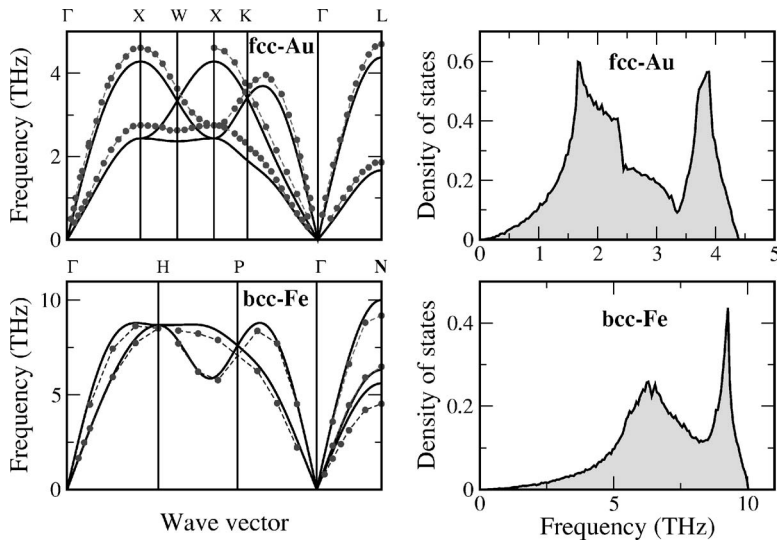 Γ X W X K Γ L
fcc-Au
Frequency (THz)
4
2
0
Γ H P Γ N
bcc-Fe
Frequency (THz)
10
5
0
Wave vector
fcc-Au
Density of states
0.6
0.4
0.2
0
0 1 2 3 4 5
bcc-Fe
Density of states
0.4
0.2
0
0 5 10
Frequency (THz)